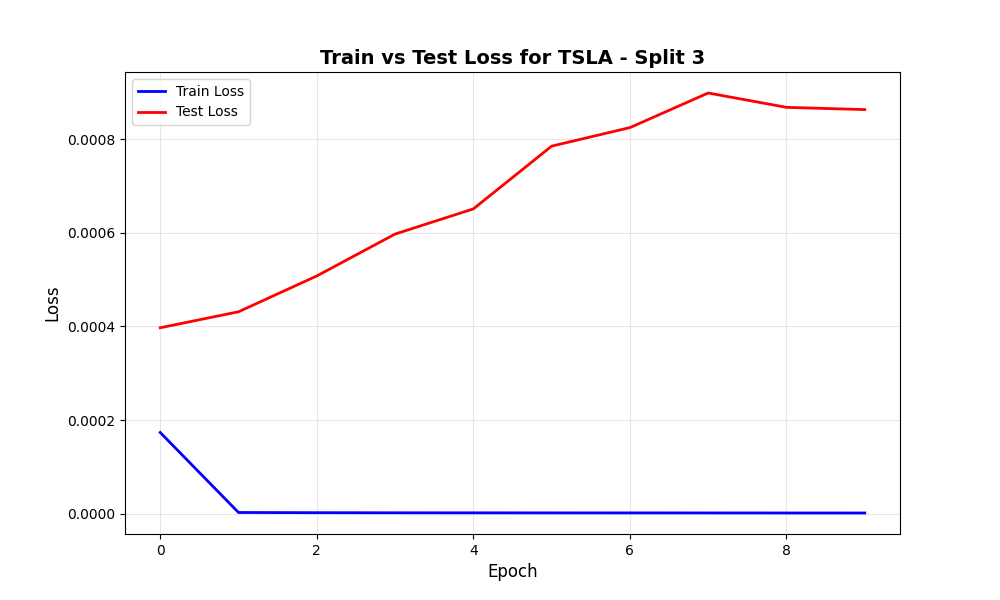 Train vs Test Loss for TSLA - Split 3
Train Loss
Test Loss
Loss
0.0008
0.0006
0.0004
0.0002
0.0000
0 2 4 6 8
Epoch